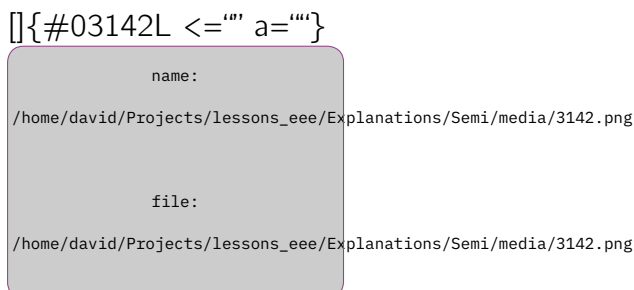 []{#03142L <=“” a=““}
name:
/home/david/Projects/lessons_eee/Explanations/Semi/media/3142.png
file:
/home/david/Projects/lessons_eee/Explanations/Semi/media/3142.png